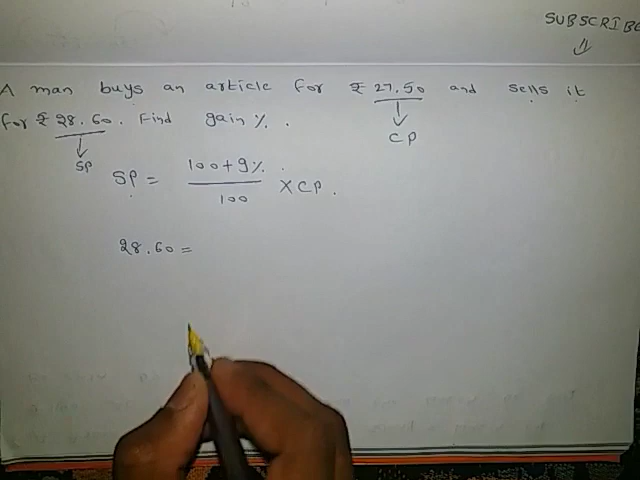 SUBSCRIBE
⇓
A man buys an article for ₹ 27.50 and sells it
for ₹ 28.60. Find gain %.
↓ CP
↓ SP
SP = 100+g% / 100 × CP.
28.60 =